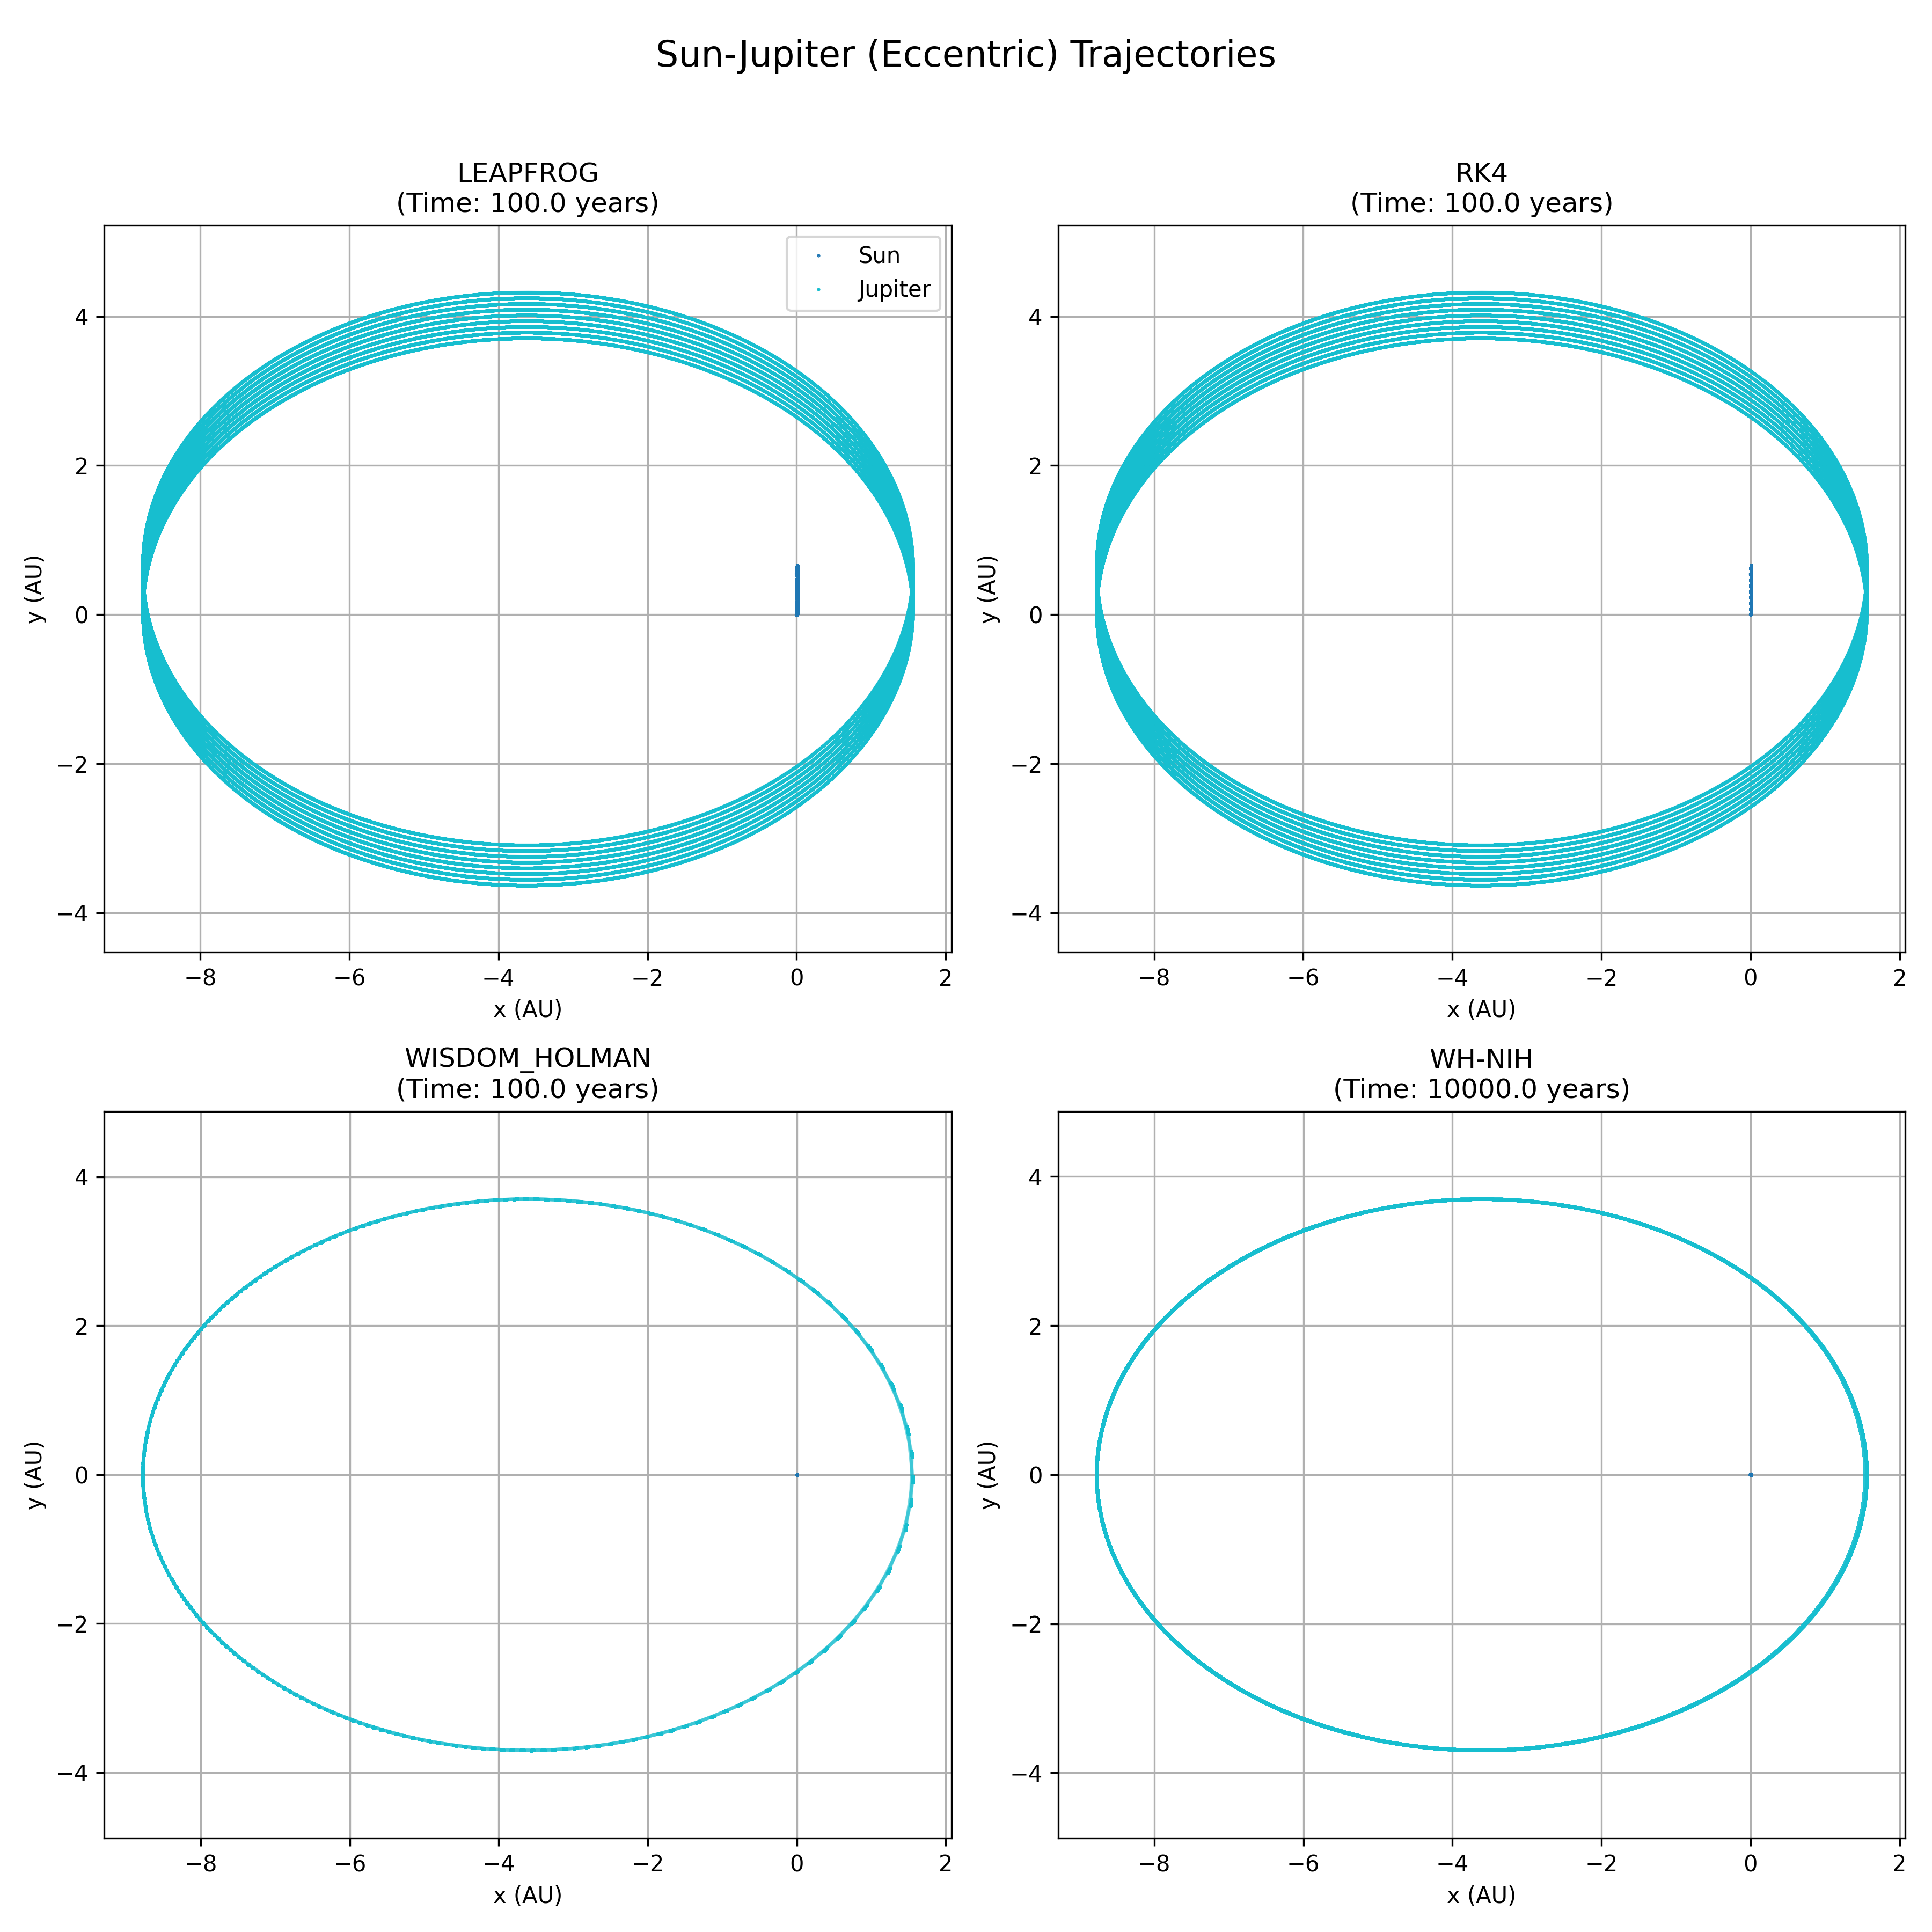 Sun-Jupiter (Eccentric) Trajectories
LEAPFROG
(Time: 100.0 years)
Sun
Jupiter
4
2
0
−2
−4
y (AU)
−8 −6 −4 −2 0 2
x (AU)
RK4
(Time: 100.0 years)
4
2
0
−2
−4
y (AU)
−8 −6 −4 −2 0 2
x (AU)
WISDOM_HOLMAN
(Time: 100.0 years)
4
2
0
−2
−4
y (AU)
−8 −6 −4 −2 0 2
x (AU)
WH-NIH
(Time: 10000.0 years)
4
2
0
−2
−4
y (AU)
−8 −6 −4 −2 0 2
x (AU)